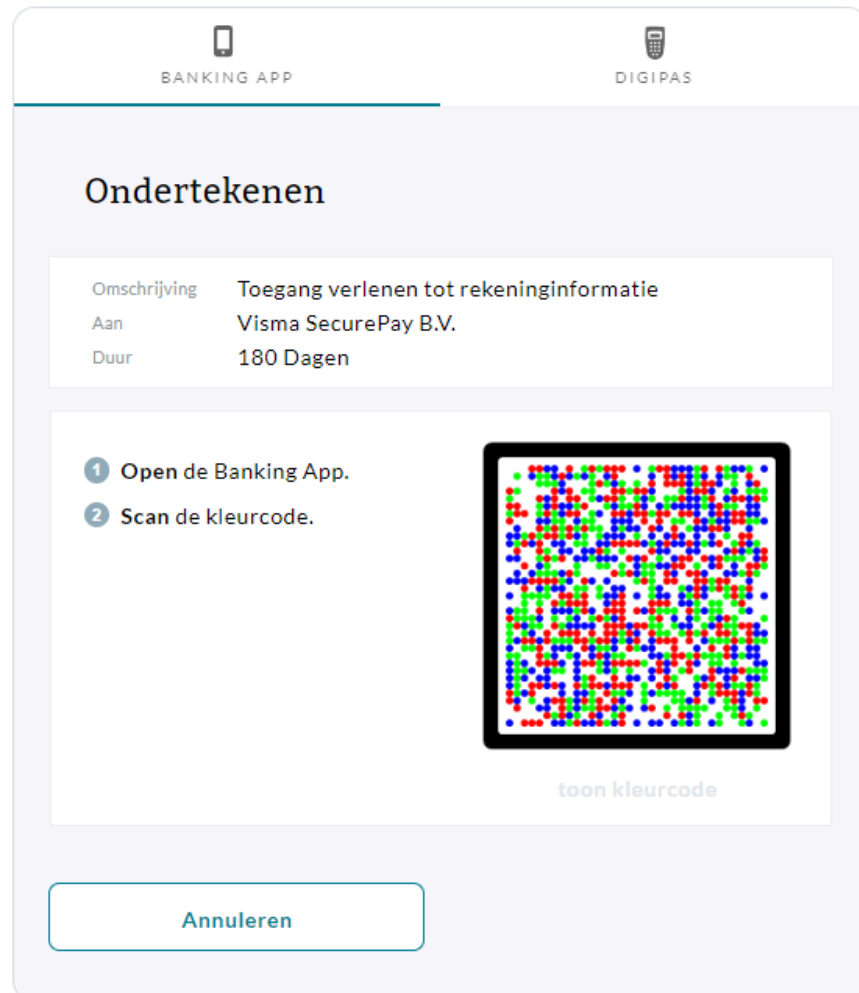 BANKING APP
DIGIPAS
Ondertekenen
Omschrijving Toegang verlenen tot rekeninginformatie
Aan Visma SecurePay B.V.
Duur 180 Dagen
1 Open de Banking App.
2 Scan de kleurcode.
toon kleurcode
Annuleren